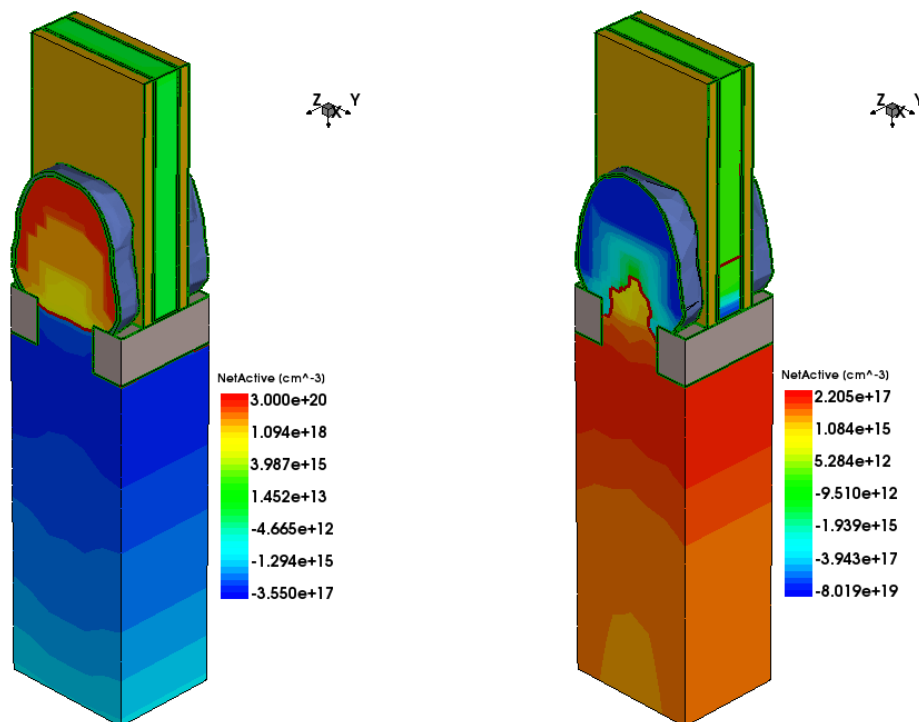 Z X Y
Z X Y
NetActive (cm^-3)
3.000e+20
1.094e+18
3.987e+15
1.452e+13
-4.665e+12
-1.294e+15
-3.550e+17
NetActive (cm^-3)
2.205e+17
1.084e+15
5.284e+12
-9.510e+12
-1.939e+15
-3.943e+17
-8.019e+19